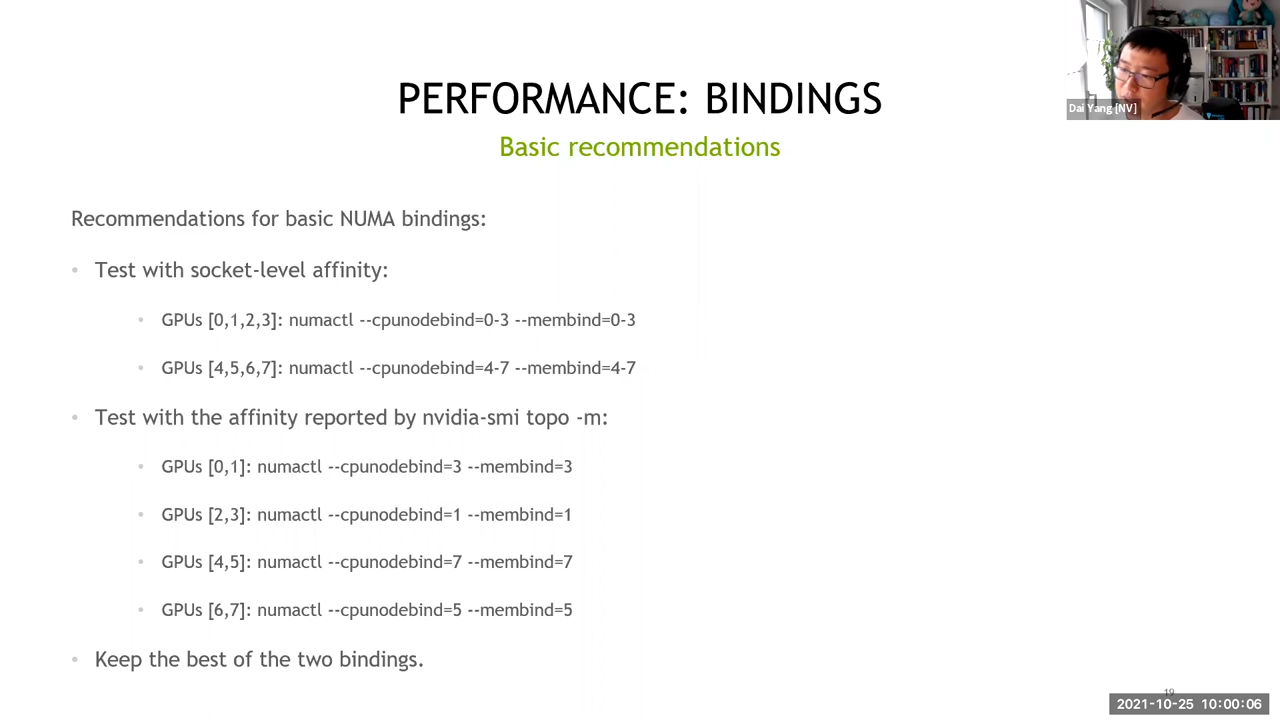 Dai Yang [NV]
PERFORMANCE: BINDINGS
Basic recommendations
Recommendations for basic NUMA bindings:
• Test with socket-level affinity:
• GPUs [0,1,2,3]: numactl --cpunodebind=0-3 --membind=0-3
• GPUs [4,5,6,7]: numactl --cpunodebind=4-7 --membind=4-7
• Test with the affinity reported by nvidia-smi topo -m:
• GPUs [0,1]: numactl --cpunodebind=3 --membind=3
• GPUs [2,3]: numactl --cpunodebind=1 --membind=1
• GPUs [4,5]: numactl --cpunodebind=7 --membind=7
• GPUs [6,7]: numactl --cpunodebind=5 --membind=5
• Keep the best of the two bindings.
19
2021-10-25 10:00:06